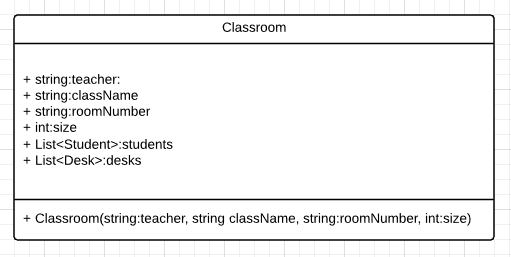 Classroom
+ string:teacher:
+ string:className
+ string:roomNumber
+ int:size
+ List<Student>:students
+ List<Desk>:desks
+ Classroom(string:teacher, string className, string:roomNumber, int:size)